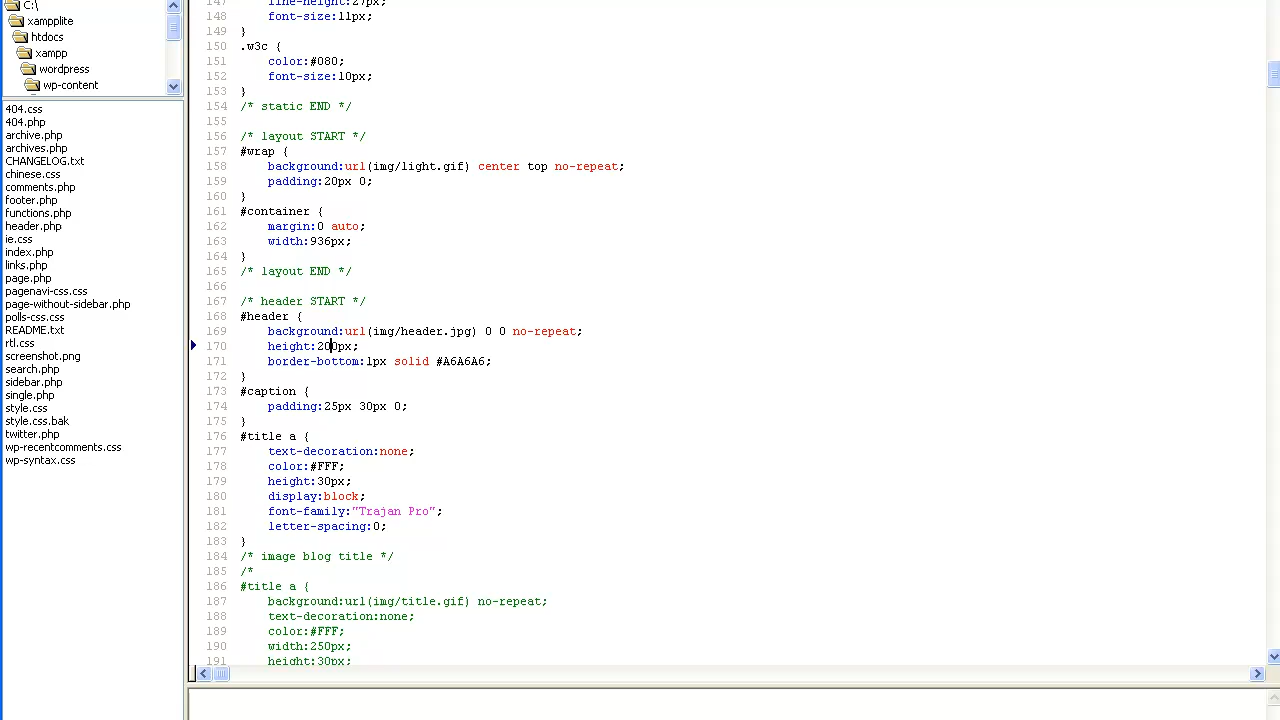 C:\
xampplite
htdocs
xampp
wordpress
wp-content
404.css
404.php
archive.php
archives.php
CHANGELOG.txt
chinese.css
comments.php
footer.php
functions.php
header.php
ie.css
index.php
links.php
page.php
pagenavi-css.css
page-without-sidebar.php
polls-css.css
README.txt
rtl.css
screenshot.png
search.php
sidebar.php
single.php
style.css
style.css.bak
twitter.php
wp-recentcomments.css
wp-syntax.css
147 line-height:27px;
148 font-size:11px;
149 }
150 .w3c {
151 color:#080;
152 font-size:10px;
153 }
154 /* static END */
155
156 /* layout START */
157 #wrap {
158 background:url(img/light.gif) center top no-repeat;
159 padding:20px 0;
160 }
161 #container {
162 margin:0 auto;
163 width:936px;
164 }
165 /* layout END */
166
167 /* header START */
168 #header {
169 background:url(img/header.jpg) 0 0 no-repeat;
170 height:200px;
171 border-bottom:1px solid #A6A6A6;
172 }
173 #caption {
174 padding:25px 30px 0;
175 }
176 #title a {
177 text-decoration:none;
178 color:#FFF;
179 height:30px;
180 display:block;
181 font-family:"Trajan Pro";
182 letter-spacing:0;
183 }
184 /* image blog title */
185 /*
186 #title a {
187 background:url(img/title.gif) no-repeat;
188 text-decoration:none;
189 color:#FFF;
190 width:250px;
191 height:30px;